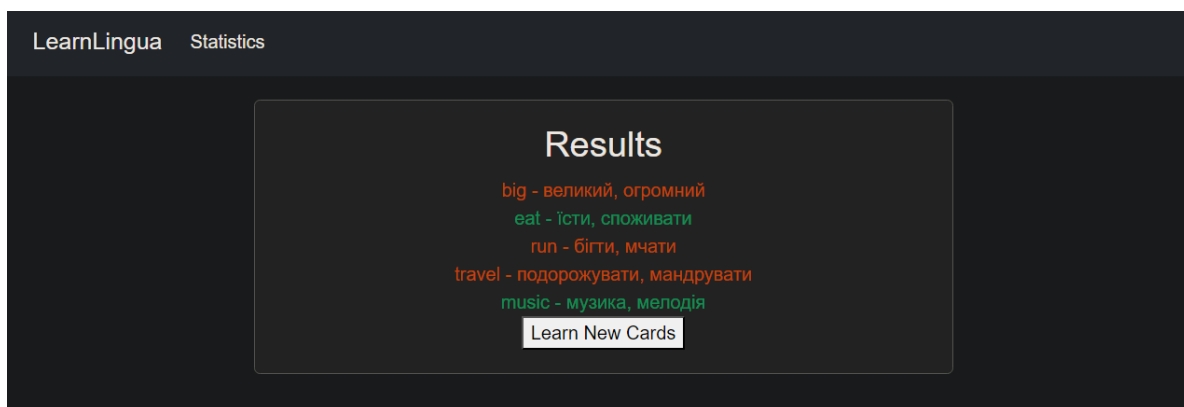 LearnLingua Statistics
Results
big - великий, огромний
eat - їсти, споживати
run - бігти, мчати
travel - подорожувати, мандрувати
music - музика, мелодія
Learn New Cards